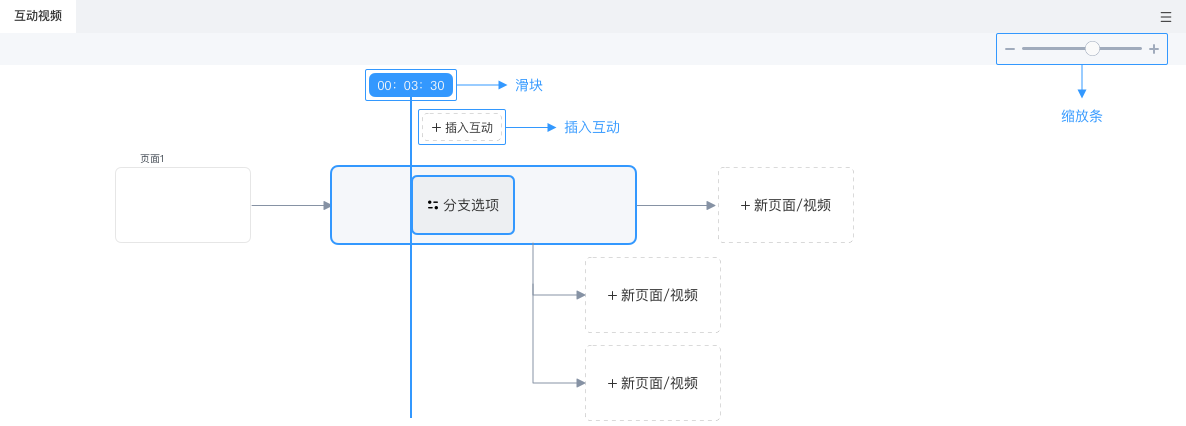 互动视频
00: 03: 30
滑块
+ 插入互动
插入互动
缩放条
页面1
分支选项
+ 新页面/视频
+ 新页面/视频
+ 新页面/视频